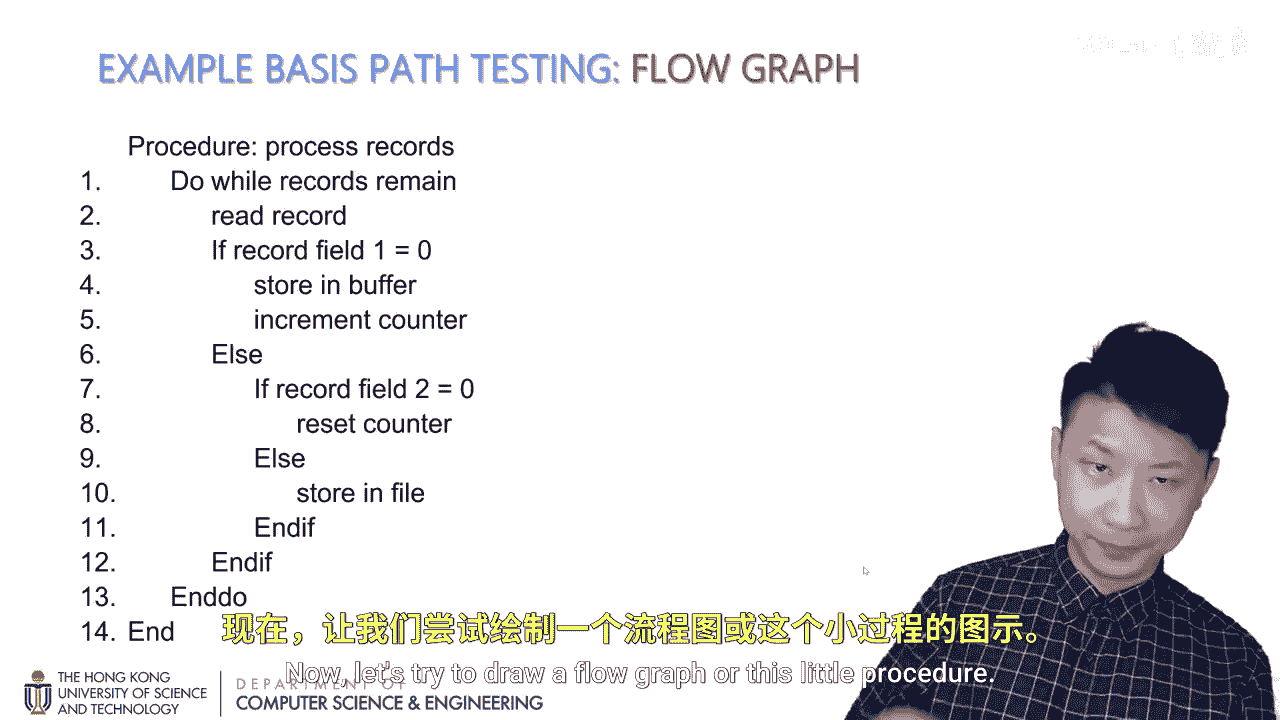 EXAMPLE BASIS PATH TESTING: FLOW GRAPH
Procedure: process records
1. Do while records remain
2. read record
3. If record field 1 = 0
4. store in buffer
5. increment counter
6. Else
7. If record field 2 = 0
8. reset counter
9. Else
10. store in file
11. Endif
12. Endif
13. Enddo
14. End
现在，让我们尝试绘制一个流程图或这个小过程的图示。
Now, let's try to draw a flow graph or this little procedure.
THE HONG KONG
UNIVERSITY OF SCIENCE
AND TECHNOLOGY
DEPARTMENT OF
COMPUTER SCIENCE & ENGINEERING